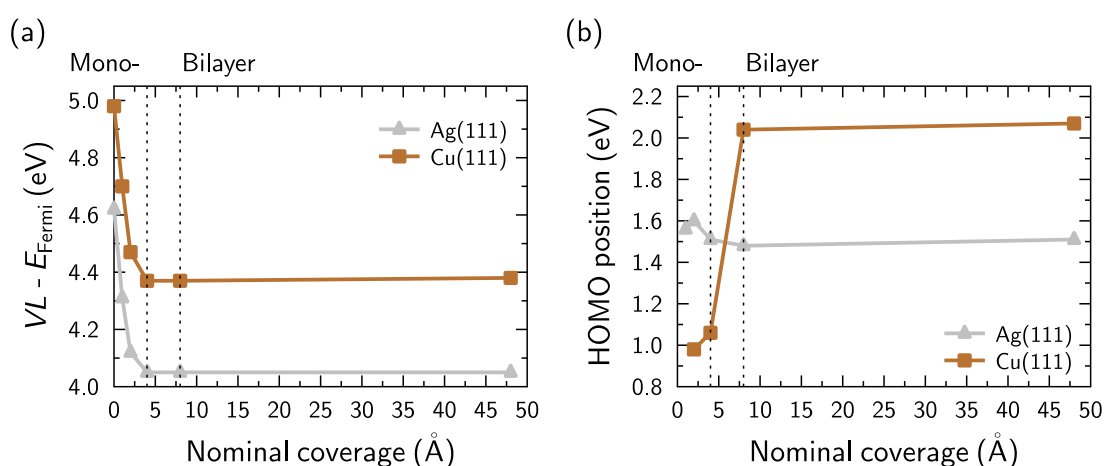 (a)
Mono- Bilayer
5.0
4.8
4.6
4.4
4.2
4.0
VL - E_Fermi (eV)
Ag(111)
Cu(111)
0 5 10 15 20 25 30 35 40 45 50
Nominal coverage (Å)
(b)
Mono- Bilayer
2.2
2.0
1.8
1.6
1.4
1.2
1.0
0.8
HOMO position (eV)
Ag(111)
Cu(111)
0 5 10 15 20 25 30 35 40 45 50
Nominal coverage (Å)